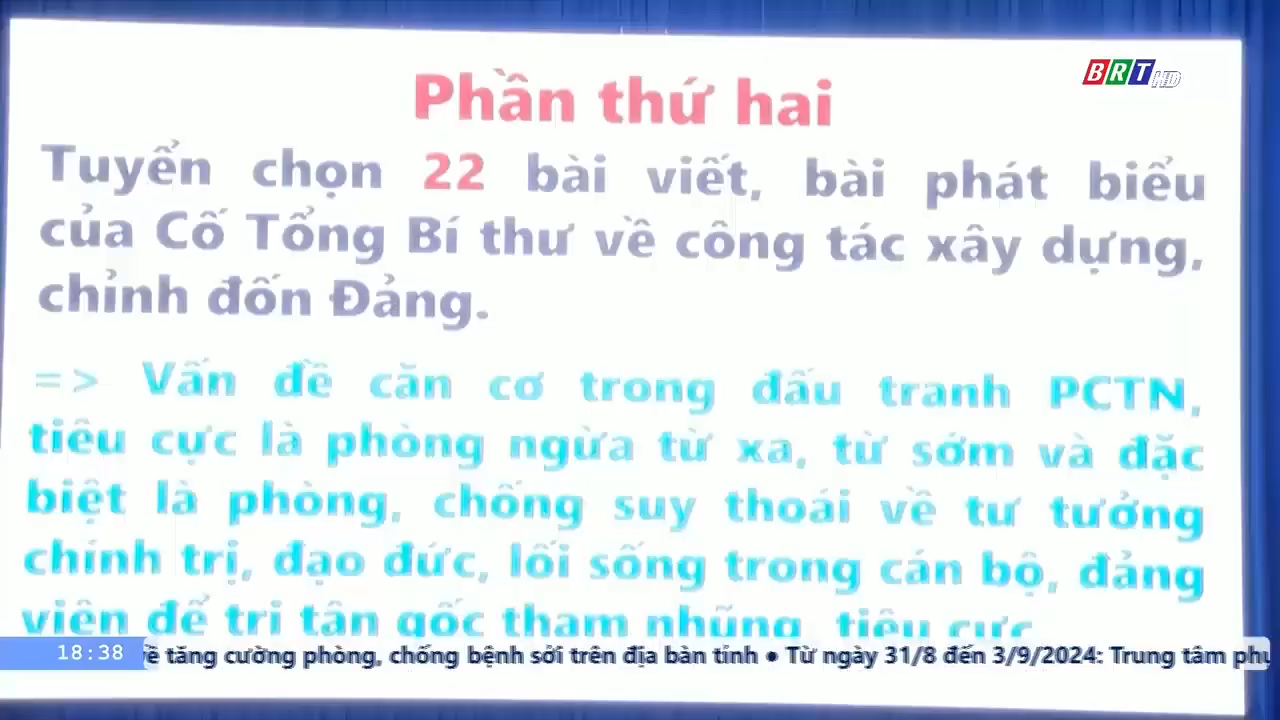 BRT HD
Phần thứ hai
Tuyển chọn 22 bài viết, bài phát biểu
của Cố Tổng Bí thư về công tác xây dựng,
chỉnh đốn Đảng.
=> Vấn đề căn cơ trong đấu tranh PCTN,
tiêu cực là phòng ngừa từ xa, từ sớm và đặc
biệt là phòng, chống suy thoái về tư tưởng
chính trị, đạo đức, lối sống trong cán bộ, đảng
viên để trị tận gốc tham nhũng, tiêu cực
18:38 về tăng cường phòng, chống bệnh sởi trên địa bàn tỉnh ● Từ ngày 31/8 đến 3/9/2024: Trung tâm